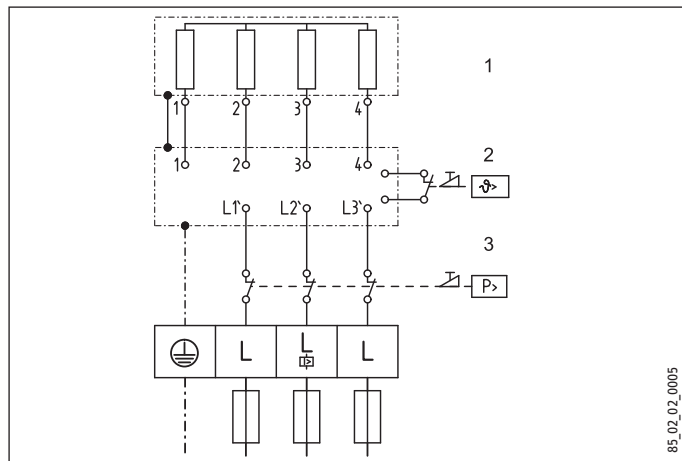 1
1 2 3 4
1 2 3 4
2
ϑ>
L1` L2` L3`
3
P>
L L L
I>
85_02_02_0005